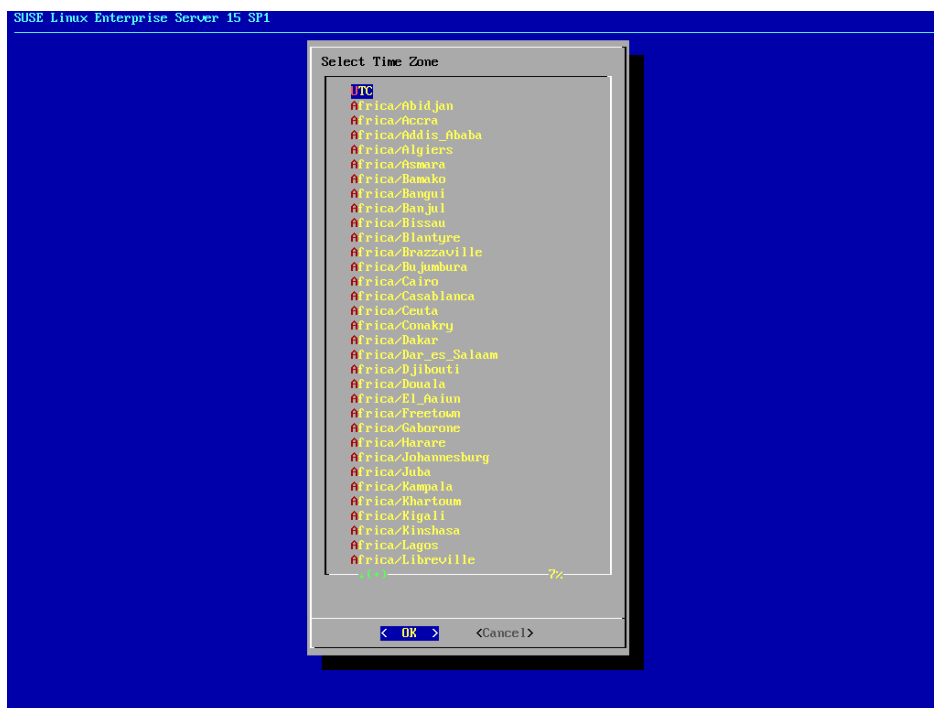 SUSE Linux Enterprise Server 15 SP1
Select Time Zone
UTC
Africa/Abidjan
Africa/Accra
Africa/Addis_Ababa
Africa/Algiers
Africa/Asmara
Africa/Bamako
Africa/Bangui
Africa/Banjul
Africa/Bissau
Africa/Blantyre
Africa/Brazzaville
Africa/Bujumbura
Africa/Cairo
Africa/Casablanca
Africa/Ceuta
Africa/Conakry
Africa/Dakar
Africa/Dar_es_Salaam
Africa/Djibouti
Africa/Douala
Africa/El_Aaiun
Africa/Freetown
Africa/Gaborone
Africa/Harare
Africa/Johannesburg
Africa/Juba
Africa/Kampala
Africa/Khartoum
Africa/Kigali
Africa/Kinshasa
Africa/Lagos
Africa/Libreville
↓(+) 7%
< OK > <Cancel>